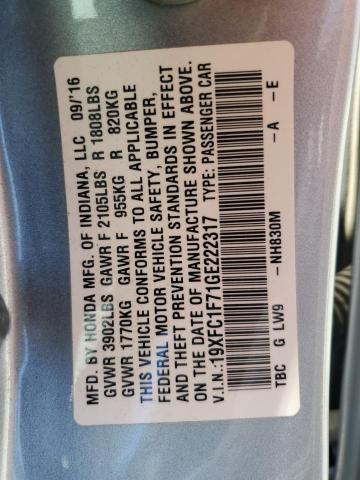 MFD. BY HONDA MFG. OF INDIANA, LLC 09/'16
GVWR 3902LBS GAWR F 2105LBS R 1808LBS
GVWR 1770KG GAWR F 955KG R 820KG
THIS VEHICLE CONFORMS TO ALL APPLICABLE
FEDERAL MOTOR VEHICLE SAFETY, BUMPER,
AND THEFT PREVENTION STANDARDS IN EFFECT
ON THE DATE OF MANUFACTURE SHOWN ABOVE.
V.I.N.:19XFC1F71GE222317 TYPE: PASSENGER CAR
-NH830M -A -E
TBC G LW9 G